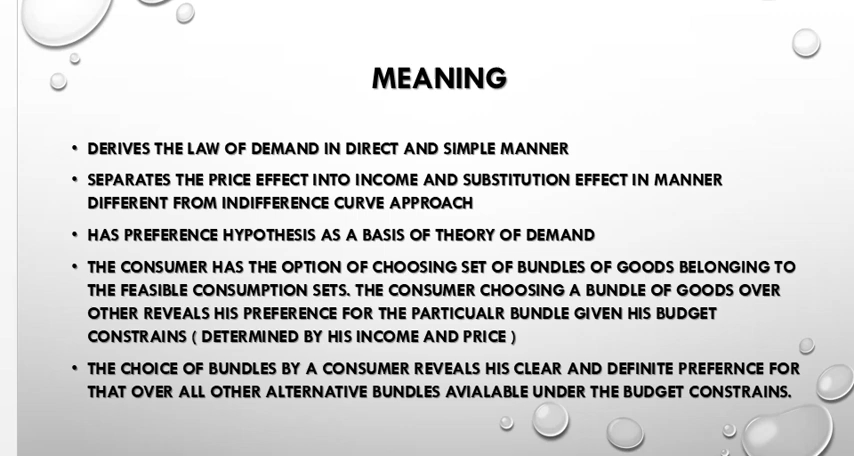 MEANING
• DERIVES THE LAW OF DEMAND IN DIRECT AND SIMPLE MANNER
• SEPARATES THE PRICE EFFECT INTO INCOME AND SUBSTITUTION EFFECT IN MANNER
DIFFERENT FROM INDIFFERENCE CURVE APPROACH
• HAS PREFERENCE HYPOTHESIS AS A BASIS OF THEORY OF DEMAND
• THE CONSUMER HAS THE OPTION OF CHOOSING SET OF BUNDLES OF GOODS BELONGING TO
THE FEASIBLE CONSUMPTION SETS. THE CONSUMER CHOOSING A BUNDLE OF GOODS OVER
OTHER REVEALS HIS PREFERENCE FOR THE PARTICUALR BUNDLE GIVEN HIS BUDGET
CONSTRAINS ( DETERMINED BY HIS INCOME AND PRICE )
• THE CHOICE OF BUNDLES BY A CONSUMER REVEALS HIS CLEAR AND DEFINITE PREFERNCE FOR
THAT OVER ALL OTHER ALTERNATIVE BUNDLES AVIALABLE UNDER THE BUDGET CONSTRAINS.